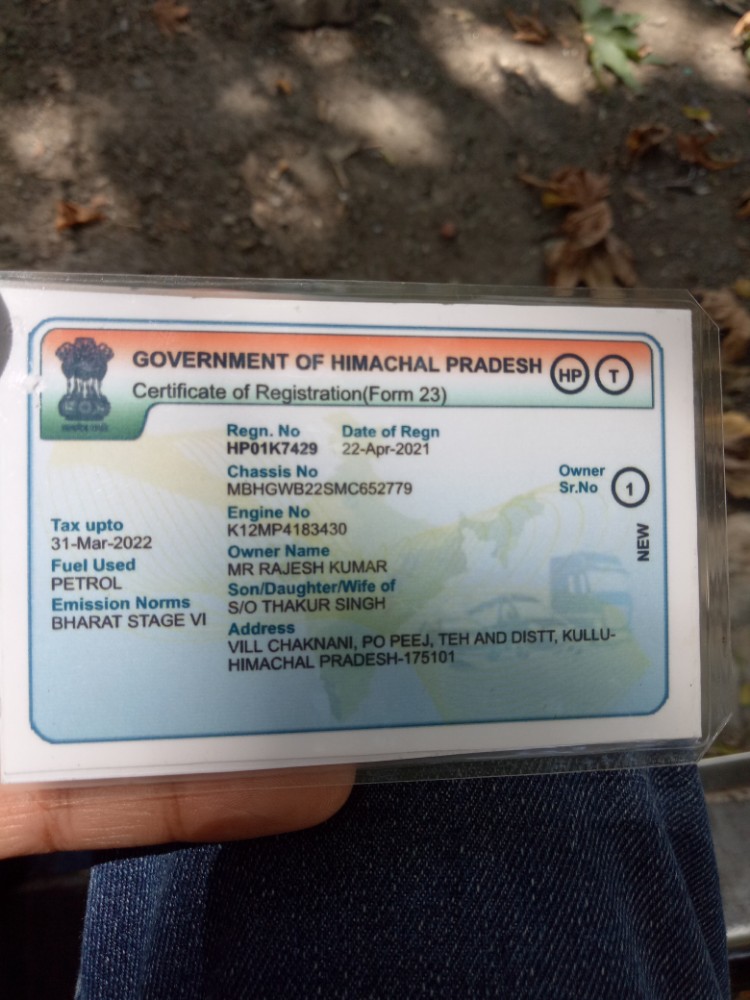 GOVERNMENT OF HIMACHAL PRADESH
HP T
Certificate of Registration(Form 23)
Regn. No Date of Regn
HP01K7429 22-Apr-2021
Chassis No
MBHGWB22SMC652779
Owner
Sr.No 1
NEW
Engine No
K12MP4183430
Tax upto
31-Mar-2022
Owner Name
MR RAJESH KUMAR
Fuel Used
PETROL
Son/Daughter/Wife of
S/O THAKUR SINGH
Emission Norms
BHARAT STAGE VI
Address
VILL CHAKNANI, PO PEEJ, TEH AND DISTT, KULLU-
HIMACHAL PRADESH-175101